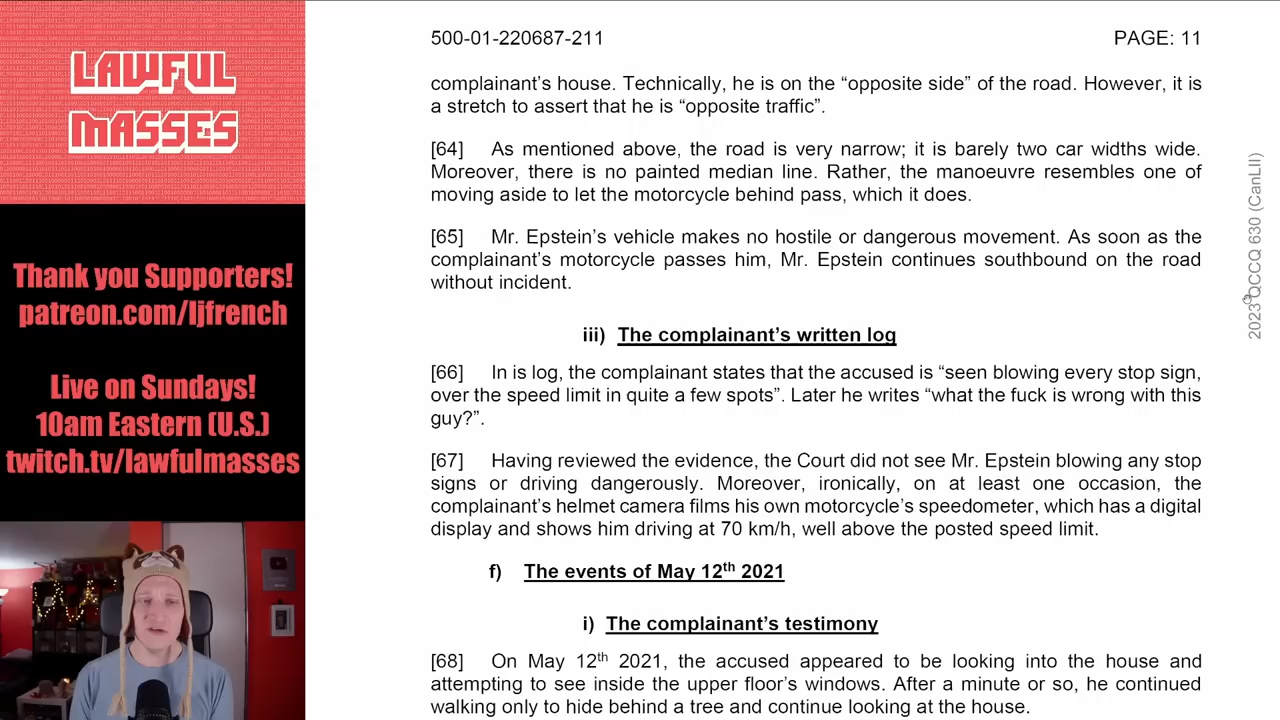 LAWFUL
MASSES
Thank you Supporters!
patreon.com/ljfrench
Live on Sundays!
10am Eastern (U.S.)
twitch.tv/lawfulmasses
500-01-220687-211 PAGE: 11
complainant's house. Technically, he is on the “opposite side” of the road. However, it is
a stretch to assert that he is “opposite traffic”.
[64] As mentioned above, the road is very narrow; it is barely two car widths wide.
Moreover, there is no painted median line. Rather, the manoeuvre resembles one of
moving aside to let the motorcycle behind pass, which it does.
[65] Mr. Epstein's vehicle makes no hostile or dangerous movement. As soon as the
complainant's motorcycle passes him, Mr. Epstein continues southbound on the road
without incident.
iii) The complainant's written log
[66] In is log, the complainant states that the accused is “seen blowing every stop sign,
over the speed limit in quite a few spots”. Later he writes “what the fuck is wrong with this
guy?”.
[67] Having reviewed the evidence, the Court did not see Mr. Epstein blowing any stop
signs or driving dangerously. Moreover, ironically, on at least one occasion, the
complainant's helmet camera films his own motorcycle's speedometer, which has a digital
display and shows him driving at 70 km/h, well above the posted speed limit.
f) The events of May 12th 2021
i) The complainant's testimony
[68] On May 12th 2021, the accused appeared to be looking into the house and
attempting to see inside the upper floor's windows. After a minute or so, he continued
walking only to hide behind a tree and continue looking at the house.
2023 QCCQ 630 (CanLII)